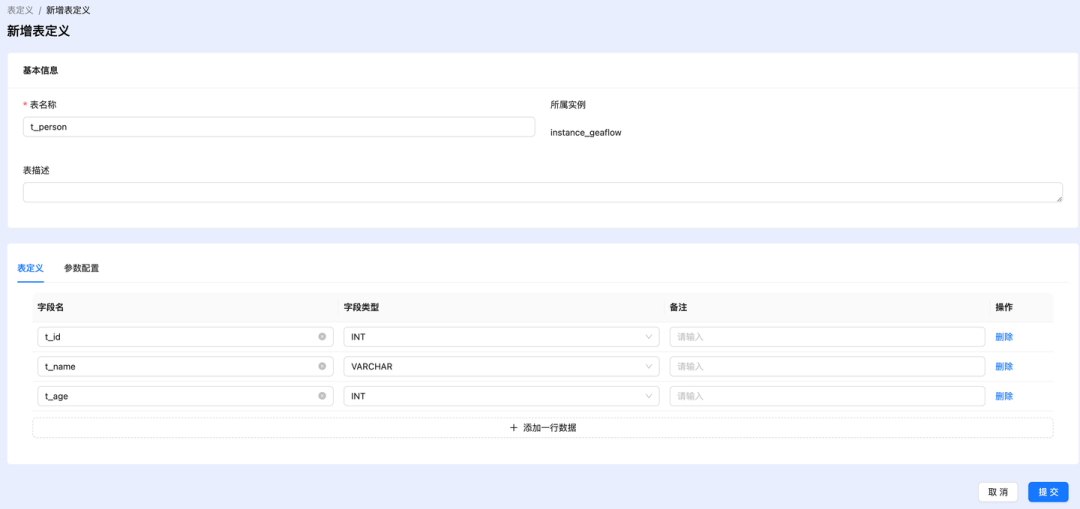 表定义 / 新增表定义
新增表定义
基本信息
* 表名称 所属实例
t_person instance_geaflow
表描述
表定义 参数配置
字段名 字段类型 备注 操作
t_id INT 请输入 删除
t_name VARCHAR 请输入 删除
t_age INT 请输入 删除
+ 添加一行数据
取 消 提 交